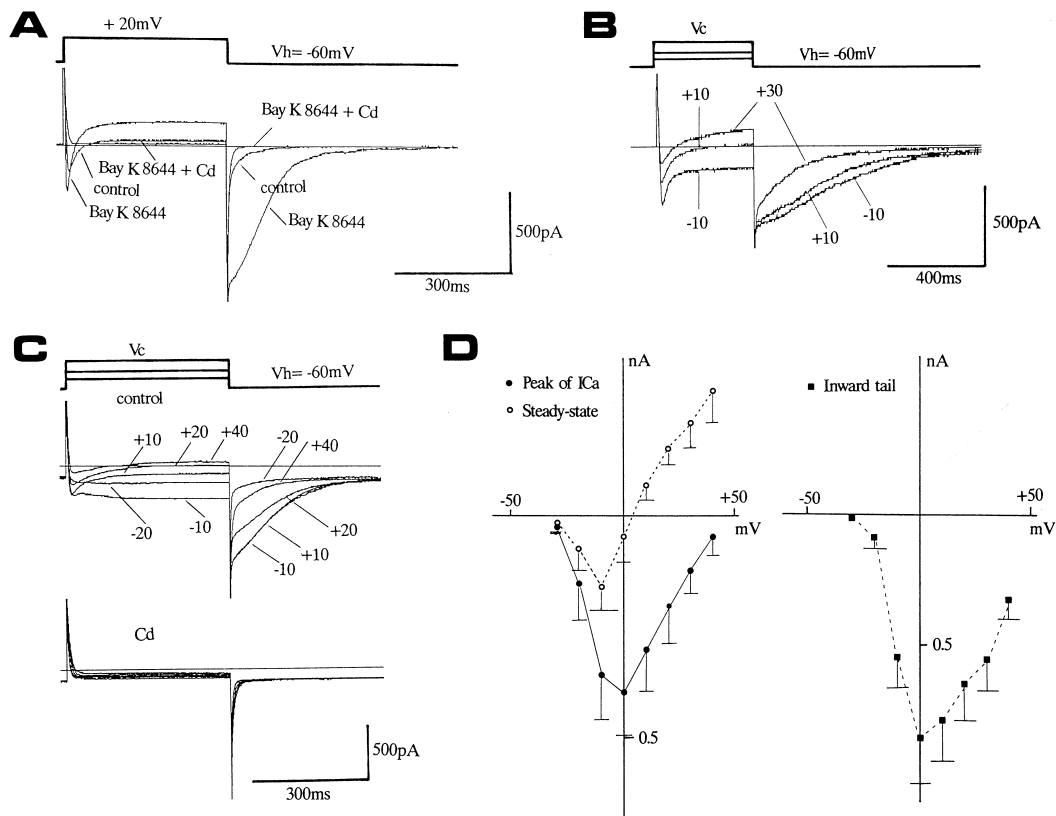 A
+ 20mV
Vh= -60mV
Bay K 8644 + Cd
Bay K 8644 + Cd
control
control
Bay K 8644
Bay K 8644
500pA
300ms
B
Vc
Vh= -60mV
+10
+30
-10
+10
-10
500pA
400ms
C
Vc
Vh= -60mV
control
+10
+20
+40
-20
+40
-20
-10
+20
+10
-10
Cd
500pA
300ms
D
nA
Peak of ICa
Steady-state
-50
+50
mV
0.5
nA
Inward tail
-50
+50
mV
0.5